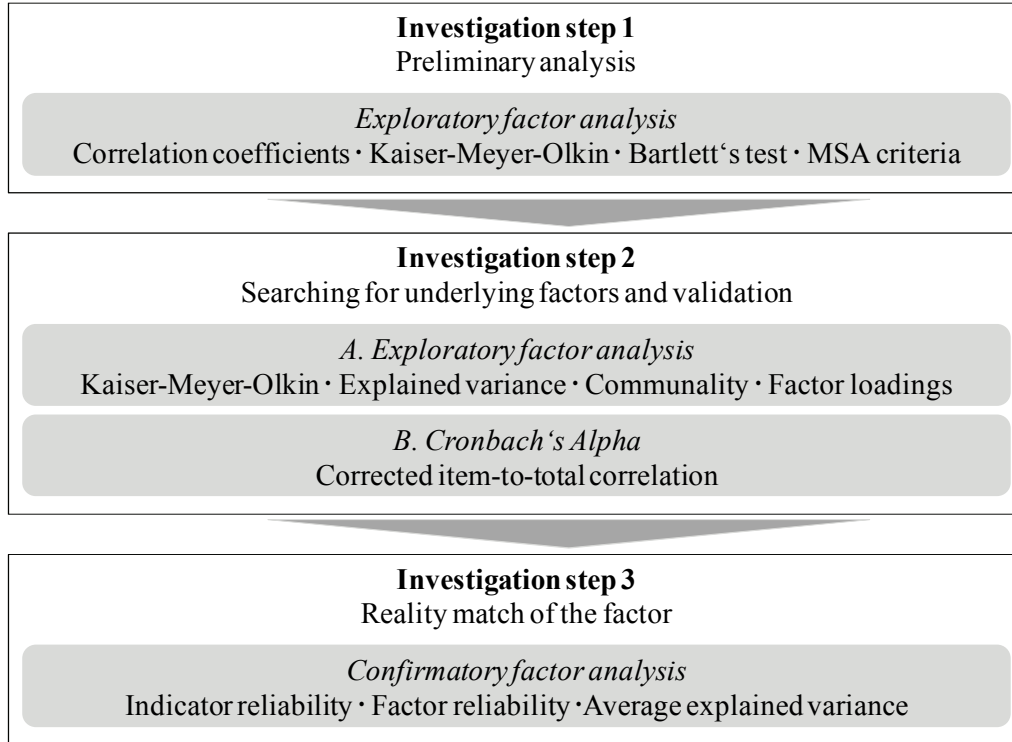 Investigation step 1
Preliminary analysis
Exploratory factor analysis
Correlation coefficients · Kaiser-Meyer-Olkin · Bartlett‘s test · MSA criteria
Investigation step 2
Searching for underlying factors and validation
A. Exploratory factor analysis
Kaiser-Meyer-Olkin · Explained variance · Communality · Factor loadings
B. Cronbach‘s Alpha
Corrected item-to-total correlation
Investigation step 3
Reality match of the factor
Confirmatory factor analysis
Indicator reliability · Factor reliability ·Average explained variance